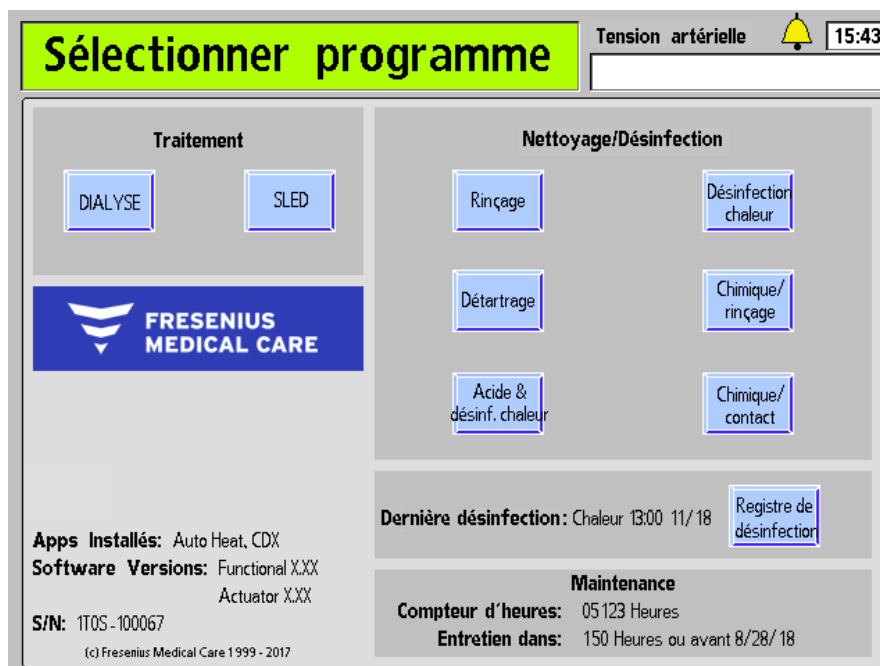 Sélectionner programme
Tension artérielle
15:43
Traitement
DIALYSE
SLED
FRESENIUS
MEDICAL CARE
Nettoyage/Désinfection
Rinçage
Désinfection
chaleur
Détartrage
Chimique/
rinçage
Acide &
désinf. chaleur
Chimique/
contact
Dernière désinfection: Chaleur 13:00 11/18
Registre de
désinfection
Apps Installés: Auto Heat, CDX
Software Versions: Functional X.XX
Actuator X.XX
S/N: 1T0S-100067
(c) Fresenius Medical Care 1999 - 2017
Maintenance
Compteur d'heures: 05123 Heures
Entretien dans: 150 Heures ou avant 8/28/18